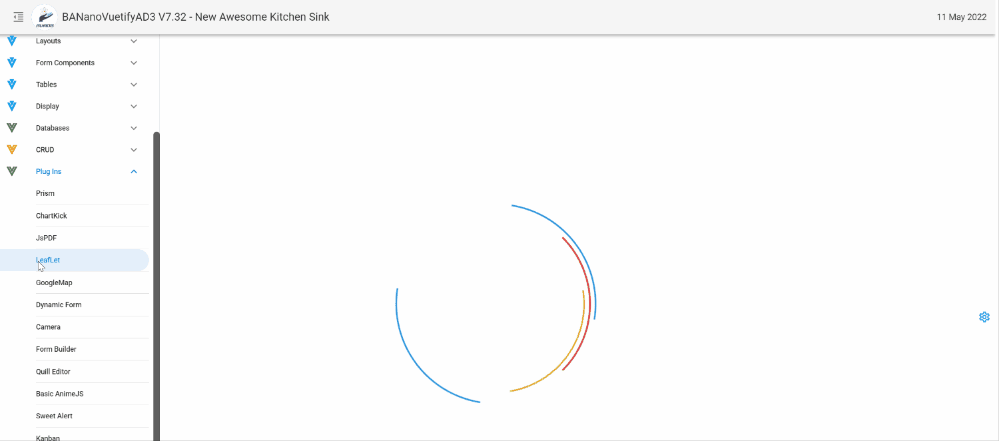 BANanoVuetifyAD3 V7.32 - New Awesome Kitchen Sink
11 May 2022
Layouts
Form Components
Tables
Display
Databases
CRUD
Plug Ins
Prism
ChartKick
JsPDF
LeafLet
GoogleMap
Dynamic Form
Camera
Form Builder
Quill Editor
Basic AnimeJS
Sweet Alert
Kanban